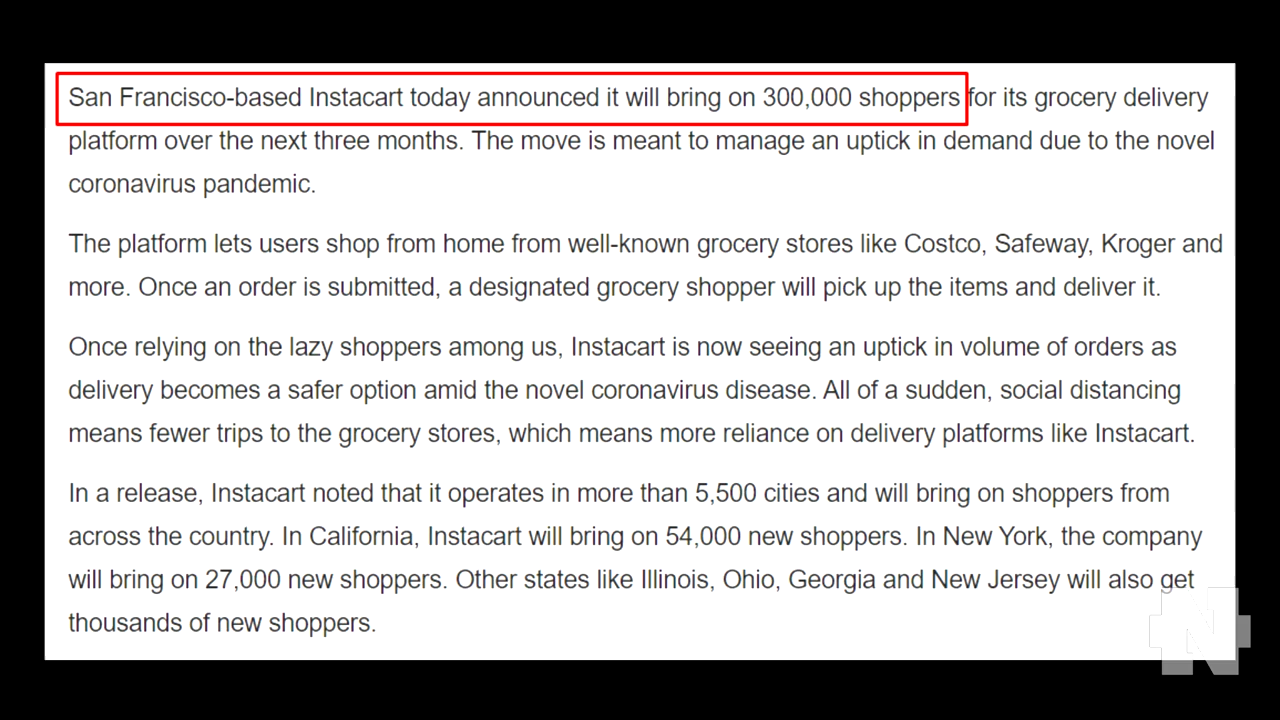 San Francisco-based Instacart today announced it will bring on 300,000 shoppers for its grocery delivery
platform over the next three months. The move is meant to manage an uptick in demand due to the novel
coronavirus pandemic.
The platform lets users shop from home from well-known grocery stores like Costco, Safeway, Kroger and
more. Once an order is submitted, a designated grocery shopper will pick up the items and deliver it.
Once relying on the lazy shoppers among us, Instacart is now seeing an uptick in volume of orders as
delivery becomes a safer option amid the novel coronavirus disease. All of a sudden, social distancing
means fewer trips to the grocery stores, which means more reliance on delivery platforms like Instacart.
In a release, Instacart noted that it operates in more than 5,500 cities and will bring on shoppers from
across the country. In California, Instacart will bring on 54,000 new shoppers. In New York, the company
will bring on 27,000 new shoppers. Other states like Illinois, Ohio, Georgia and New Jersey will also get
thousands of new shoppers.
N